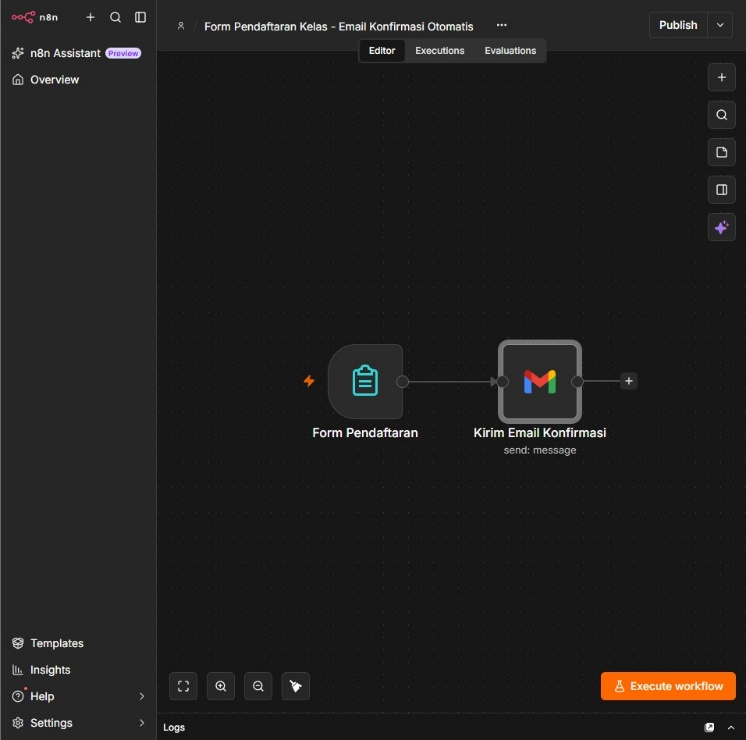 n8n
n8n Assistant Preview
Overview
Form Pendaftaran Kelas - Email Konfirmasi Otomatis
Publish
Editor
Executions
Evaluations
Form Pendaftaran
Kirim Email Konfirmasi
send: message
Templates
Insights
Help
Settings
Execute workflow
Logs